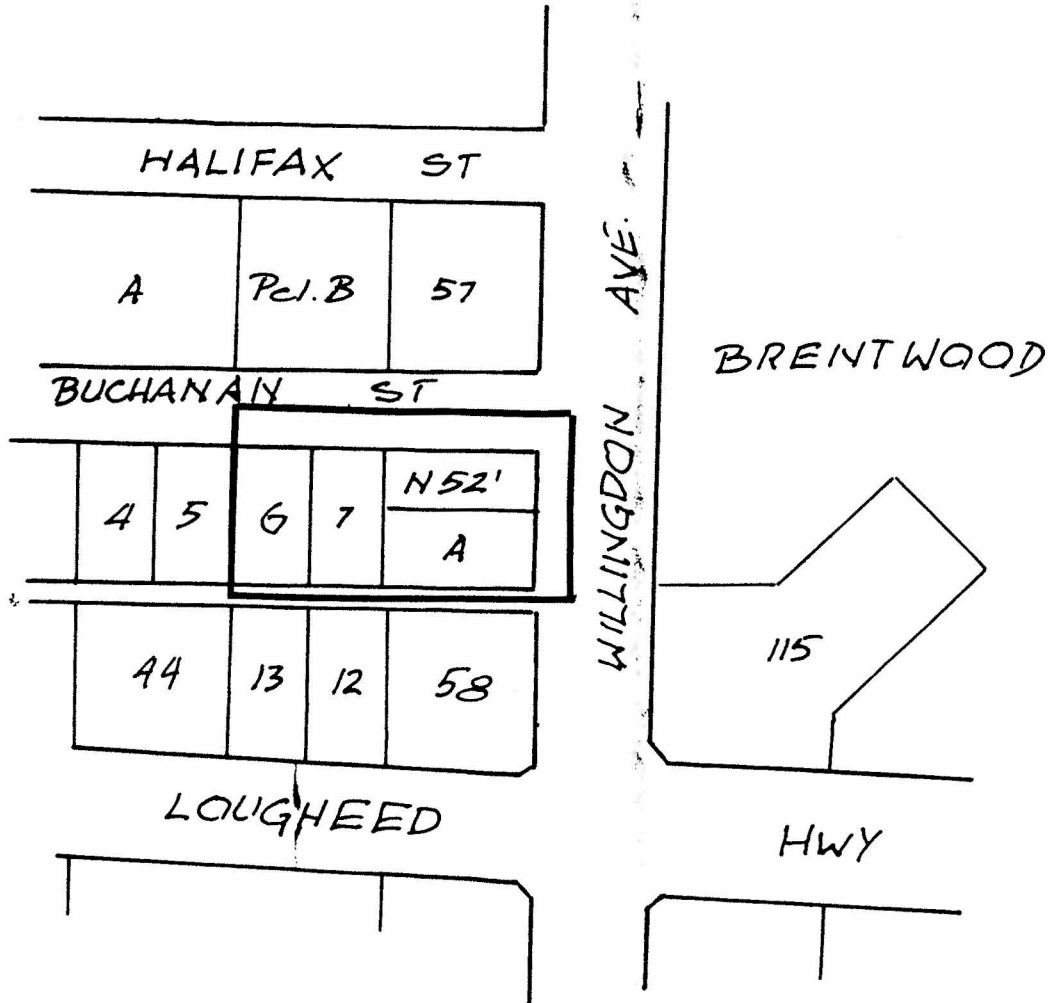 HALIFAX ST
A Pcl.B 57
WILLINGDON AVE.
BRENTWOOD
BUCHANAN ST
4 5 6 7 N 52'
A
115
44 13 12 58
LOUGHEED HWY